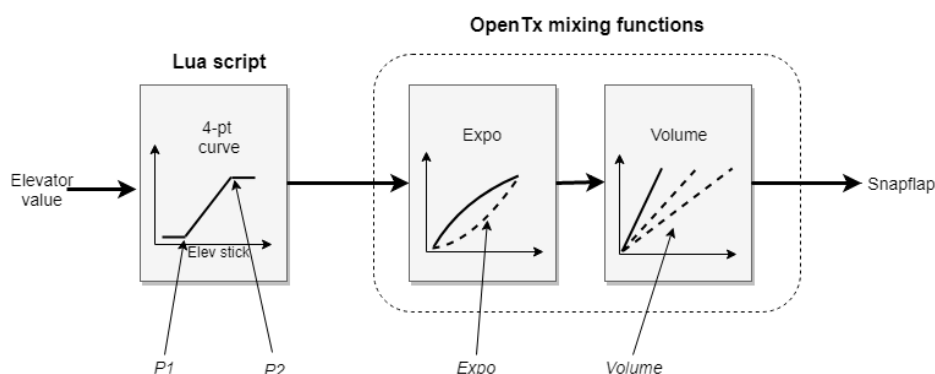 OpenTx mixing functions
Lua script
4-pt
curve
Expo
Volume
Elevator
value
Snapflap
Elev stick
P1
P2
Expo
Volume